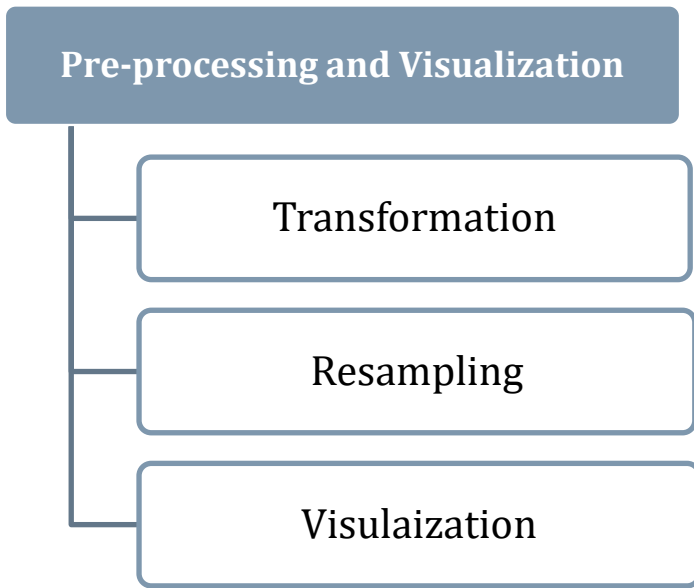 Pre-processing and Visualization
Transformation
Resampling
Visulaization